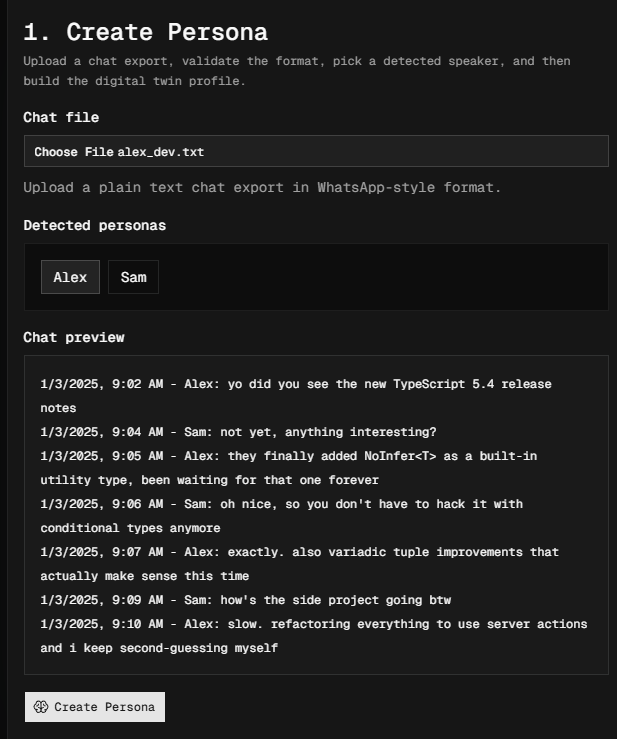 1. Create Persona
Upload a chat export, validate the format, pick a detected speaker, and then
build the digital twin profile.
Chat file
Choose File alex_dev.txt
Upload a plain text chat export in WhatsApp-style format.
Detected personas
Alex Sam
Chat preview
1/3/2025, 9:02 AM - Alex: yo did you see the new TypeScript 5.4 release
notes
1/3/2025, 9:04 AM - Sam: not yet, anything interesting?
1/3/2025, 9:05 AM - Alex: they finally added NoInfer<T> as a built-in
utility type, been waiting for that one forever
1/3/2025, 9:06 AM - Sam: oh nice, so you don't have to hack it with
conditional types anymore
1/3/2025, 9:07 AM - Alex: exactly. also variadic tuple improvements that
actually make sense this time
1/3/2025, 9:09 AM - Sam: how's the side project going btw
1/3/2025, 9:10 AM - Alex: slow. refactoring everything to use server actions
and i keep second-guessing myself
Create Persona